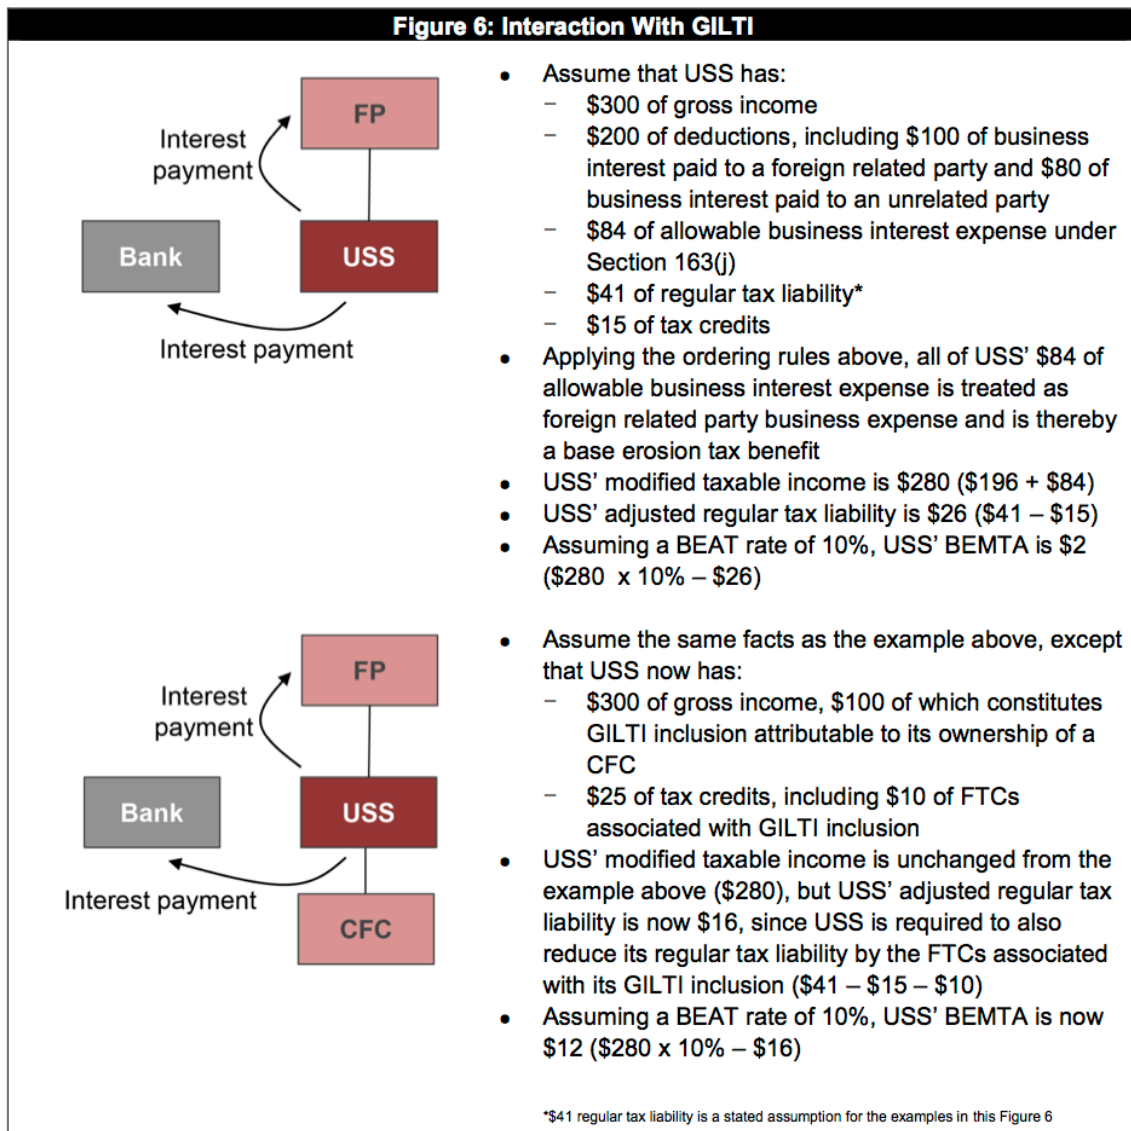 Figure 6: Interaction With GILTI
FP
Interest
payment
Bank
USS
Interest payment
• Assume that USS has:
– $300 of gross income
– $200 of deductions, including $100 of business
interest paid to a foreign related party and $80 of
business interest paid to an unrelated party
– $84 of allowable business interest expense under
Section 163(j)
– $41 of regular tax liability*
– $15 of tax credits
• Applying the ordering rules above, all of USS’ $84 of
allowable business interest expense is treated as
foreign related party business expense and is thereby
a base erosion tax benefit
• USS’ modified taxable income is $280 ($196 + $84)
• USS’ adjusted regular tax liability is $26 ($41 – $15)
• Assuming a BEAT rate of 10%, USS’ BEMTA is $2
($280 x 10% – $26)
FP
Interest
payment
Bank
USS
Interest payment
CFC
• Assume the same facts as the example above, except
that USS now has:
– $300 of gross income, $100 of which constitutes
GILTI inclusion attributable to its ownership of a
CFC
– $25 of tax credits, including $10 of FTCs
associated with GILTI inclusion
• USS’ modified taxable income is unchanged from the
example above ($280), but USS’ adjusted regular tax
liability is now $16, since USS is required to also
reduce its regular tax liability by the FTCs associated
with its GILTI inclusion ($41 – $15 – $10)
• Assuming a BEAT rate of 10%, USS’ BEMTA is now
$12 ($280 x 10% – $16)
*$41 regular tax liability is a stated assumption for the examples in this Figure 6